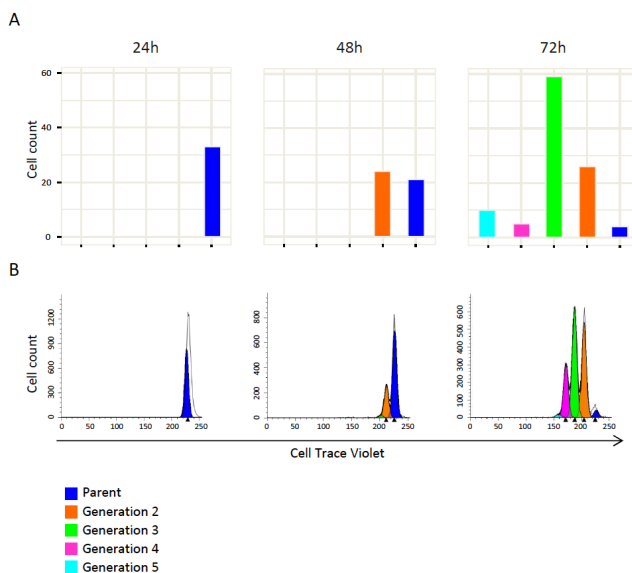 A
24h 48h 72h
Cell count
60
40
20
0
B
Cell count
1200
900
600
300
0
0 50 100 150 200 250
800
600
400
200
0
0 50 100 150 200 250
600
500
400
300
200
100
0
0 50 100 150 200 250
Cell Trace Violet
Parent
Generation 2
Generation 3
Generation 4
Generation 5